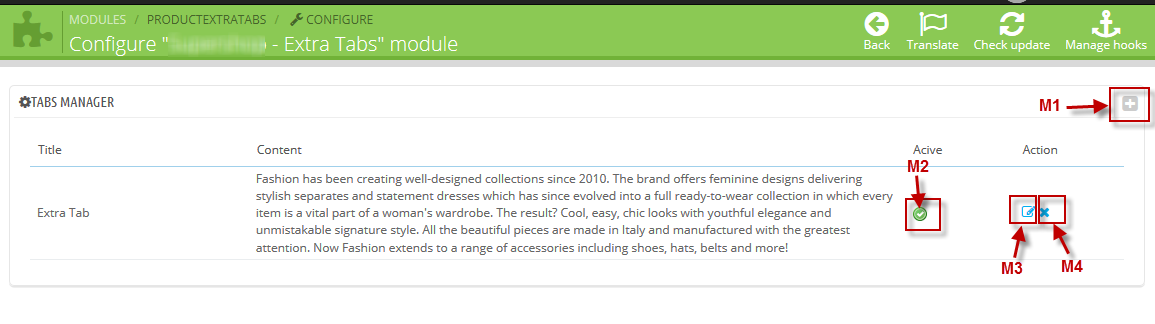 MODULES / PRODUCTEXTRATABS / CONFIGURE
Configure " - Extra Tabs" module
Back Translate Check update Manage hooks
TABS MANAGER
M1
Title Content Acive Action
M2
Fashion has been creating well-designed collections since 2010. The brand offers feminine designs delivering
stylish separates and statement dresses which has since evolved into a full ready-to-wear collection in which every
Extra Tab item is a vital part of a woman's wardrobe. The result? Cool, easy, chic looks with youthful elegance and
unmistakable signature style. All the beautiful pieces are made in Italy and manufactured with the greatest
attention. Now Fashion extends to a range of accessories including shoes, hats, belts and more!
M3 M4